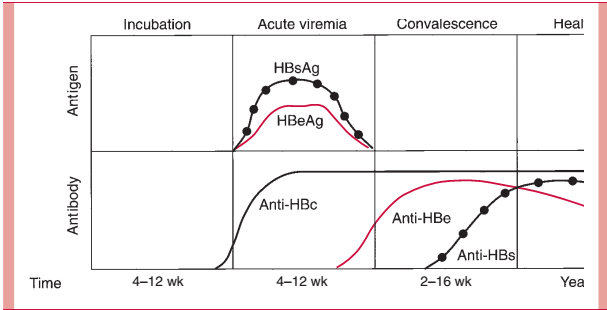 Incubation Acute viremia Convalescence Heal
Antigen
HBsAg
HBeAg
Antibody
Anti-HBc
Anti-HBe
Anti-HBs
Time 4–12 wk 4–12 wk 2–16 wk Yea